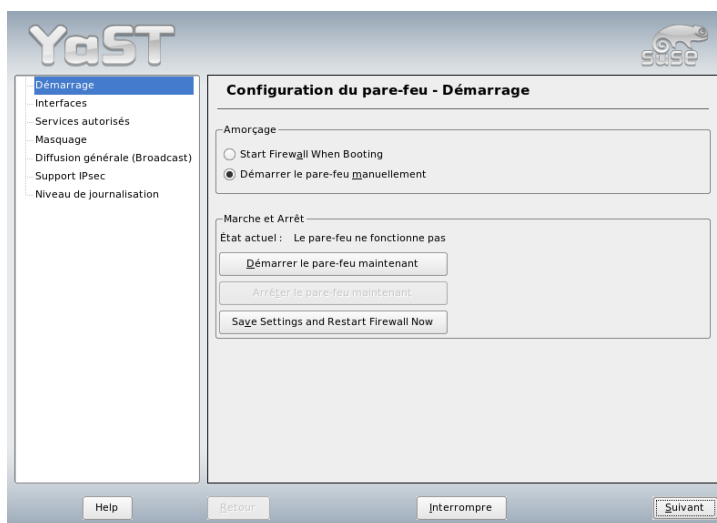 YaST
suse
Démarrage
Interfaces
Services autorisés
Masquage
Diffusion générale (Broadcast)
Support IPsec
Niveau de journalisation
Configuration du pare-feu - Démarrage
Amorçage
Start Firewall When Booting
Démarrer le pare-feu manuellement
Marche et Arrêt
État actuel : Le pare-feu ne fonctionne pas
Démarrer le pare-feu maintenant
Arrêter le pare-feu maintenant
Save Settings and Restart Firewall Now
Help
Retour
Interrompre
Suivant